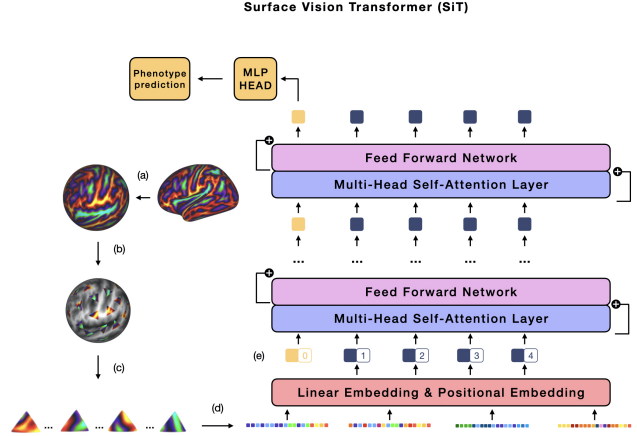 Surface Vision Transformer (SiT)
Phenotype
prediction
MLP
HEAD
Feed Forward Network
Multi-Head Self-Attention Layer
(a)
(b)
...
...
...
...
...
Feed Forward Network
Multi-Head Self-Attention Layer
(e)
0
1
2
3
4
(c)
Linear Embedding & Positional Embedding
(d)
...
...
...